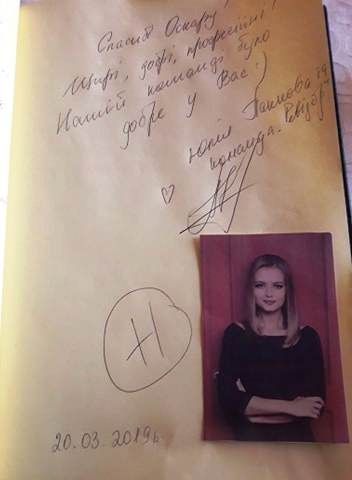 Спасибі Оскару!
Щирі, добрі, професійні!
Нашій команді було
добре у Вас!)
Юлія Панкова та
команда "Ревізор"
Н
20.03.2019р